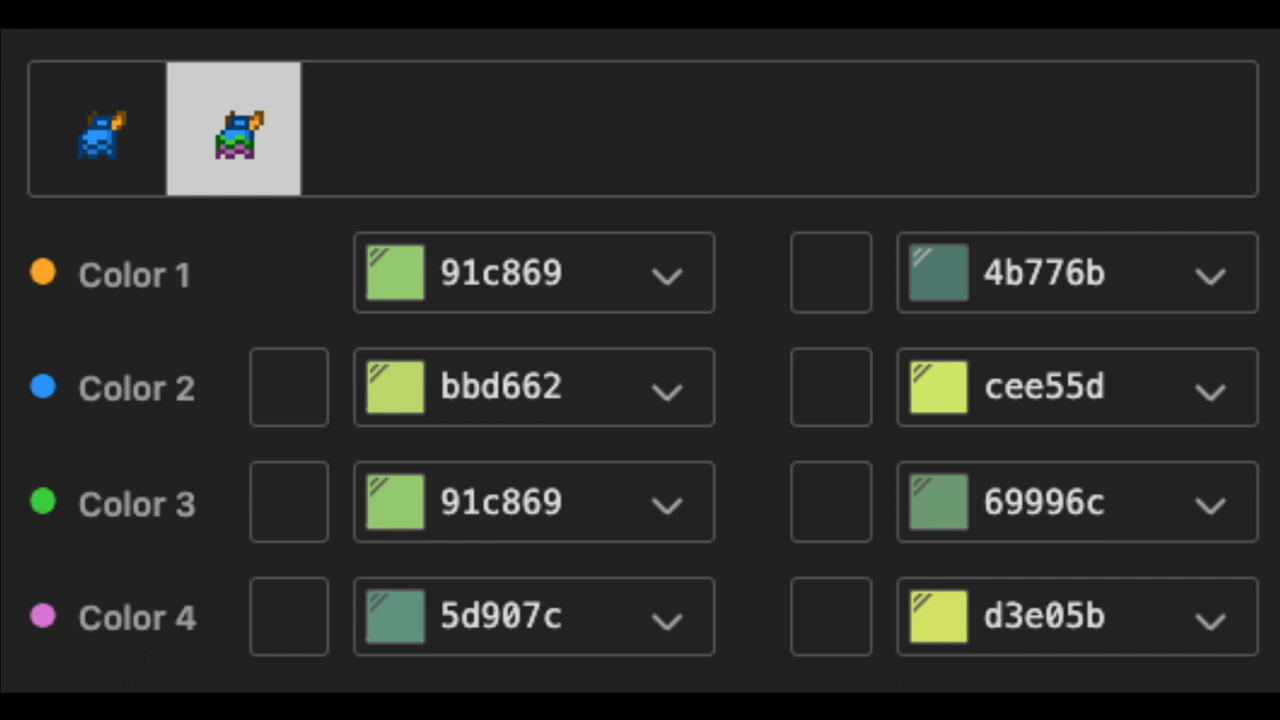 Color 1 91c869 4b776b
Color 2 bbd662 cee55d
Color 3 91c869 69996c
Color 4 5d907c d3e05b